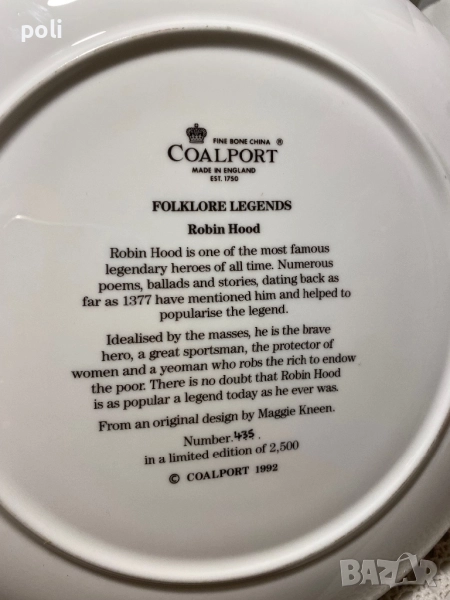 poli
FINE BONE CHINA ®
COALPORT
MADE IN ENGLAND
EST. 1750
FOLKLORE LEGENDS
Robin Hood
Robin Hood is one of the most famous
legendary heroes of all time. Numerous
poems, ballads and stories, dating back as
far as 1377 have mentioned him and helped to
popularise the legend.
Idealised by the masses, he is the brave
hero, a great sportsman, the protector of
women and a yeoman who robs the rich to endow
the poor. There is no doubt that Robin Hood
is as popular a legend today as he ever was.
From an original design by Maggie Kneen.
Number.435.
in a limited edition of 2,500
© COALPORT 1992
BAZAR